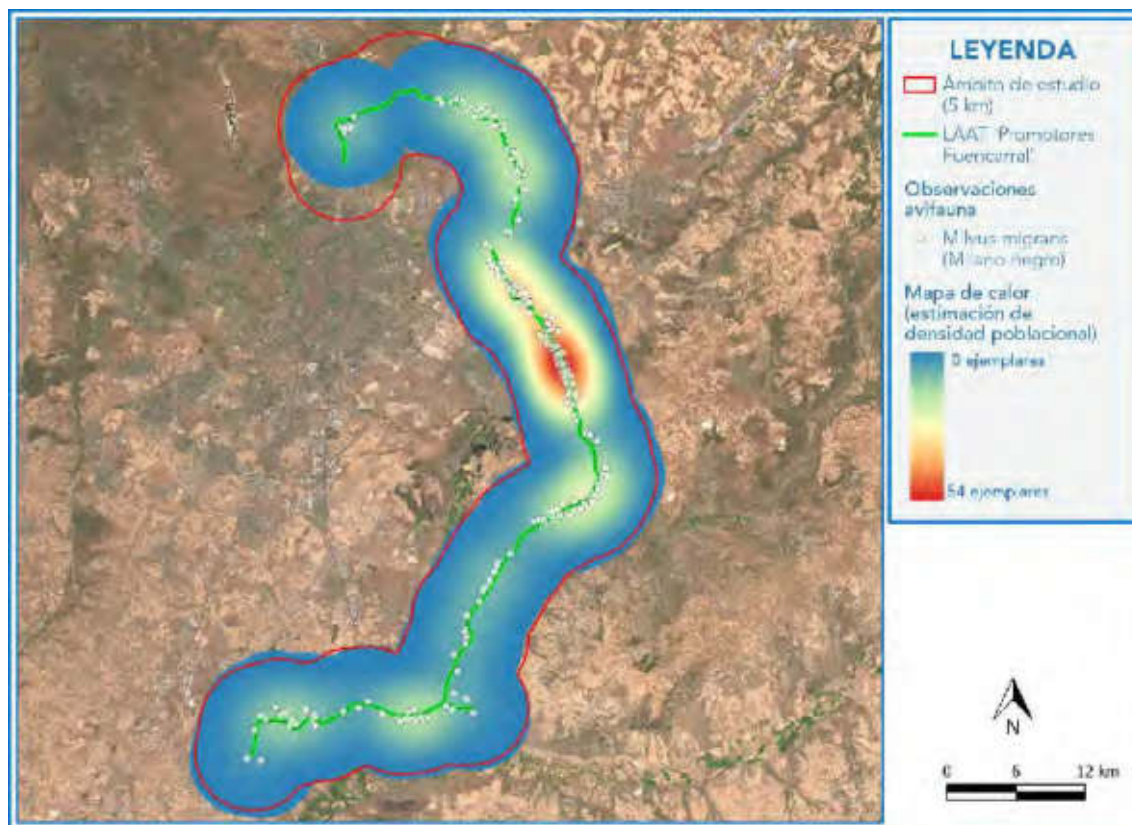 LEYENDA
Ámbito de estudio
(5 km)
LAAT 'Promotores
Fuencarral'
Observaciones
avifauna
Milvus migrans
(Milano negro)
Mapa de calor
(estimación de
densidad poblacional)
0 ejemplares
54 ejemplares
N
0 6 12 km